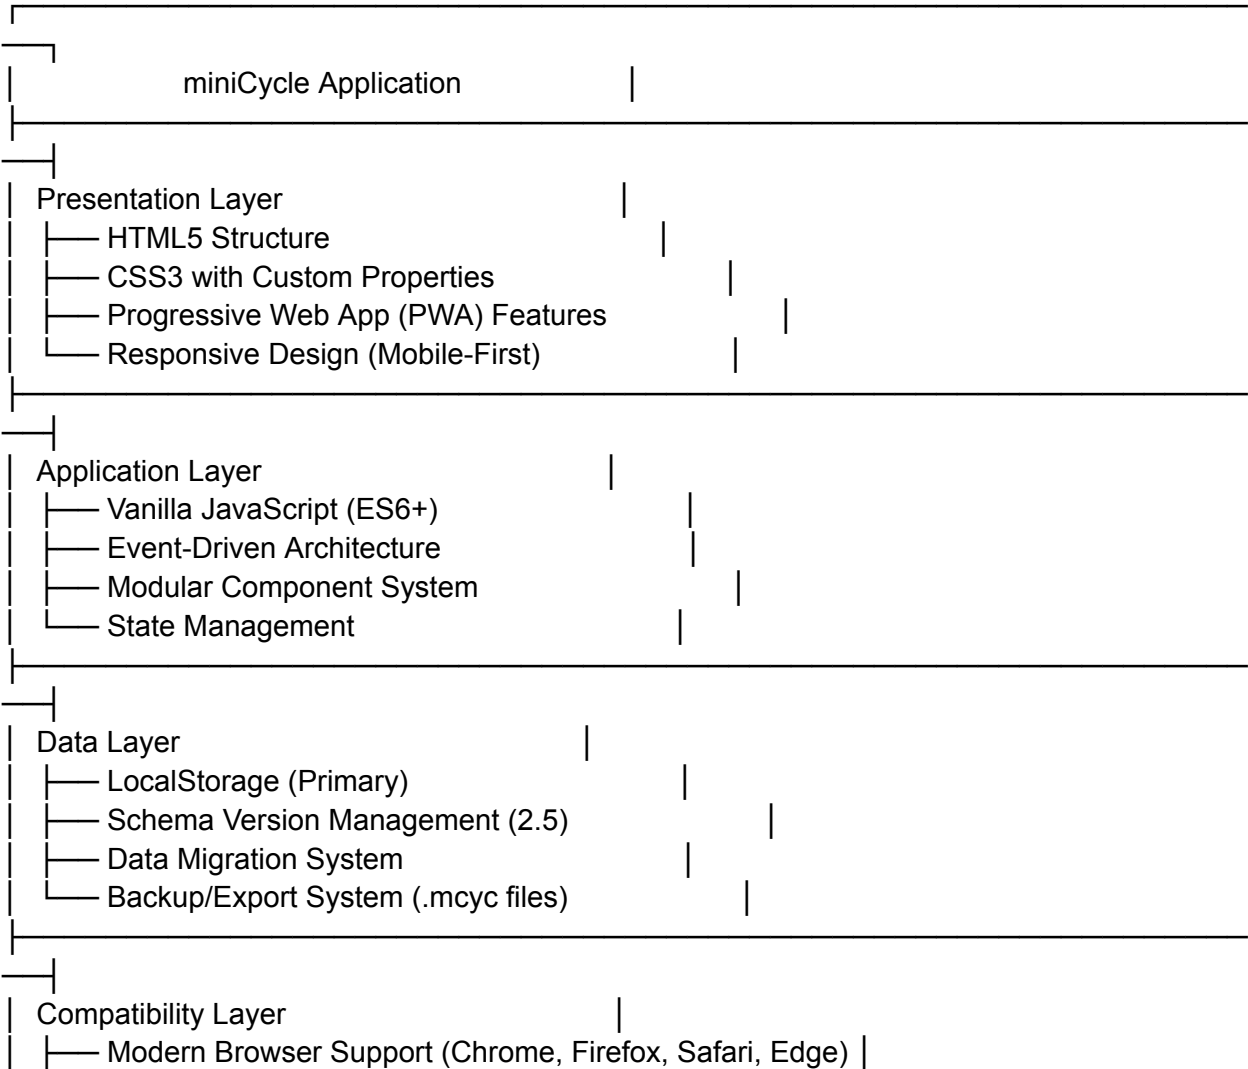 miniCycle Application
Presentation Layer
├── HTML5 Structure
├── CSS3 with Custom Properties
├── Progressive Web App (PWA) Features
└── Responsive Design (Mobile-First)
Application Layer
├── Vanilla JavaScript (ES6+)
├── Event-Driven Architecture
├── Modular Component System
└── State Management
Data Layer
├── LocalStorage (Primary)
├── Schema Version Management (2.5)
├── Data Migration System
└── Backup/Export System (.mcyc files)
Compatibility Layer
├── Modern Browser Support (Chrome, Firefox, Safari, Edge)